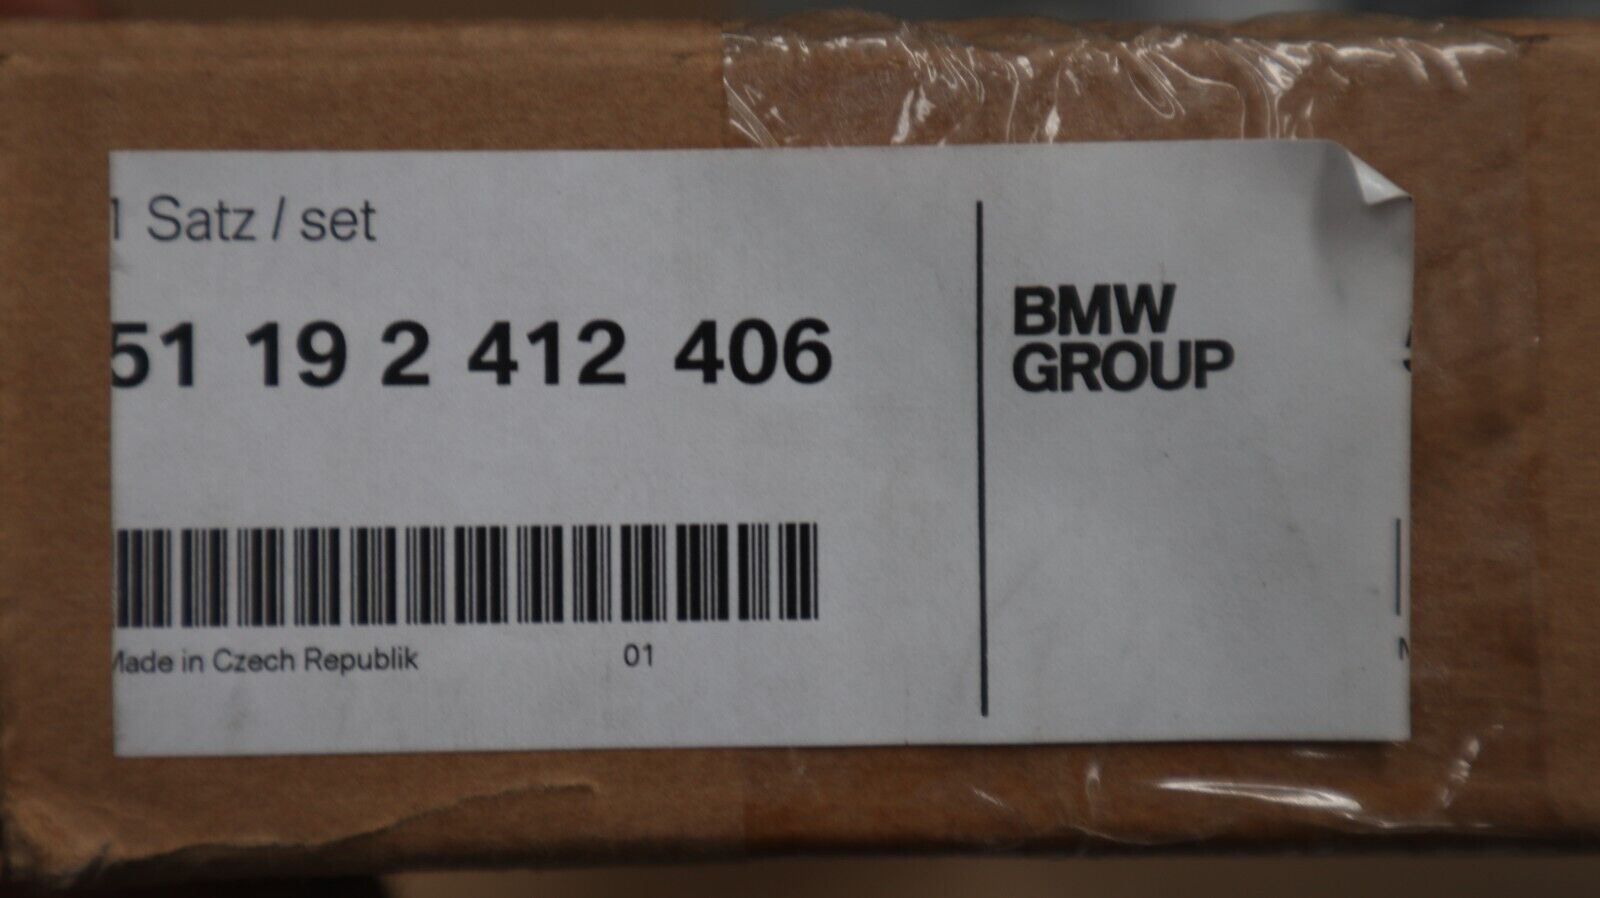 1 Satz / set
51 19 2 412 406
BMW
GROUP
Made in Czech Republik 01